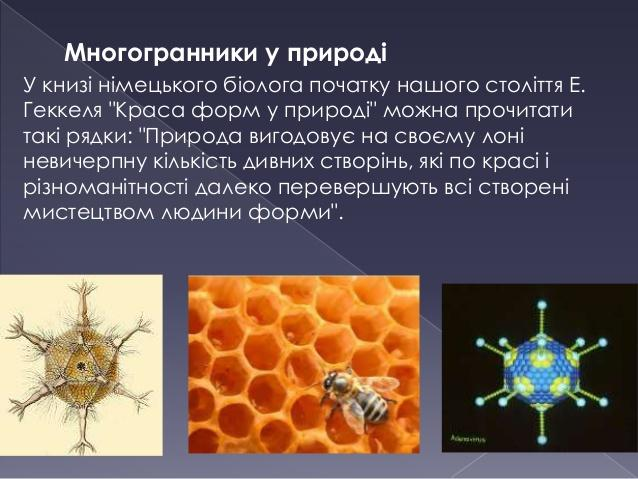 Многогранники у природі
У книзі німецького біолога початку нашого століття Е.
Геккеля "Краса форм у природі" можна прочитати
такі рядки: "Природа вигодовує на своєму лоні
невичерпну кількість дивних створінь, які по красі і
різноманітності далеко перевершують всі створені
мистецтвом людини форми".
Adenovirus